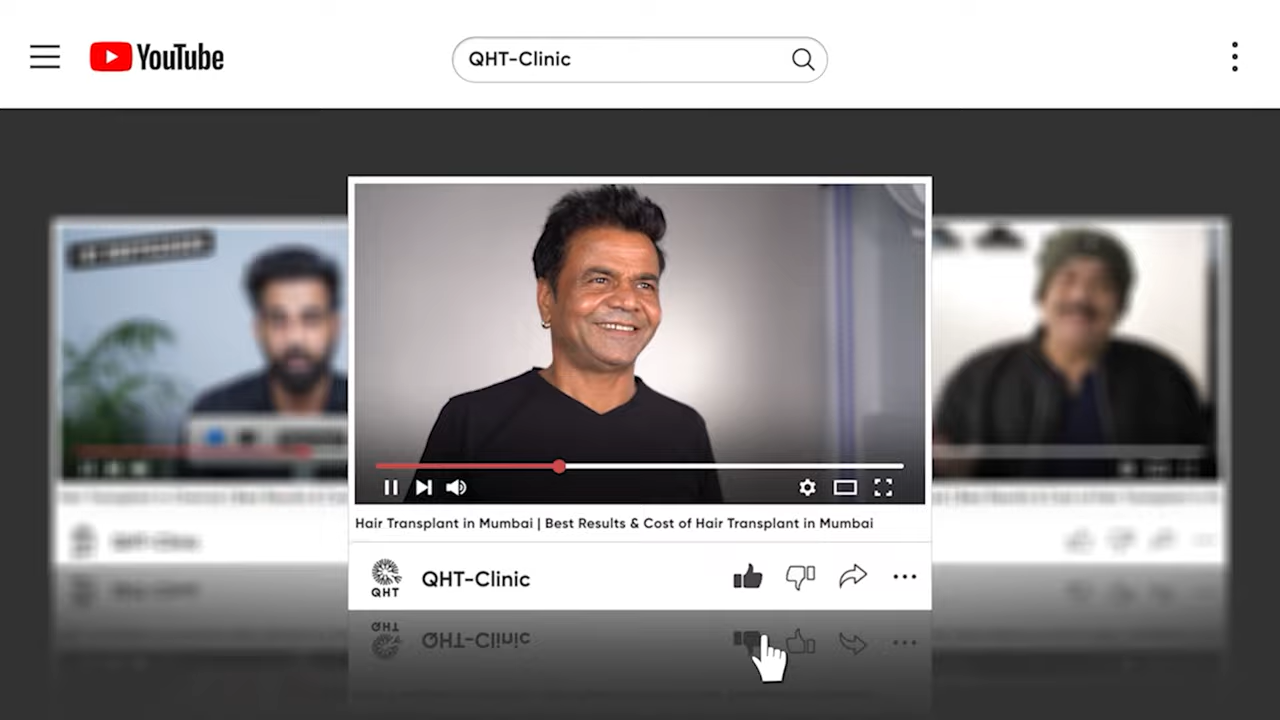 YouTube
QHT-Clinic
Hair Transplant in Mumbai | Best Results & Cost of Hair Transplant in Mumbai
QHT
QHT-Clinic